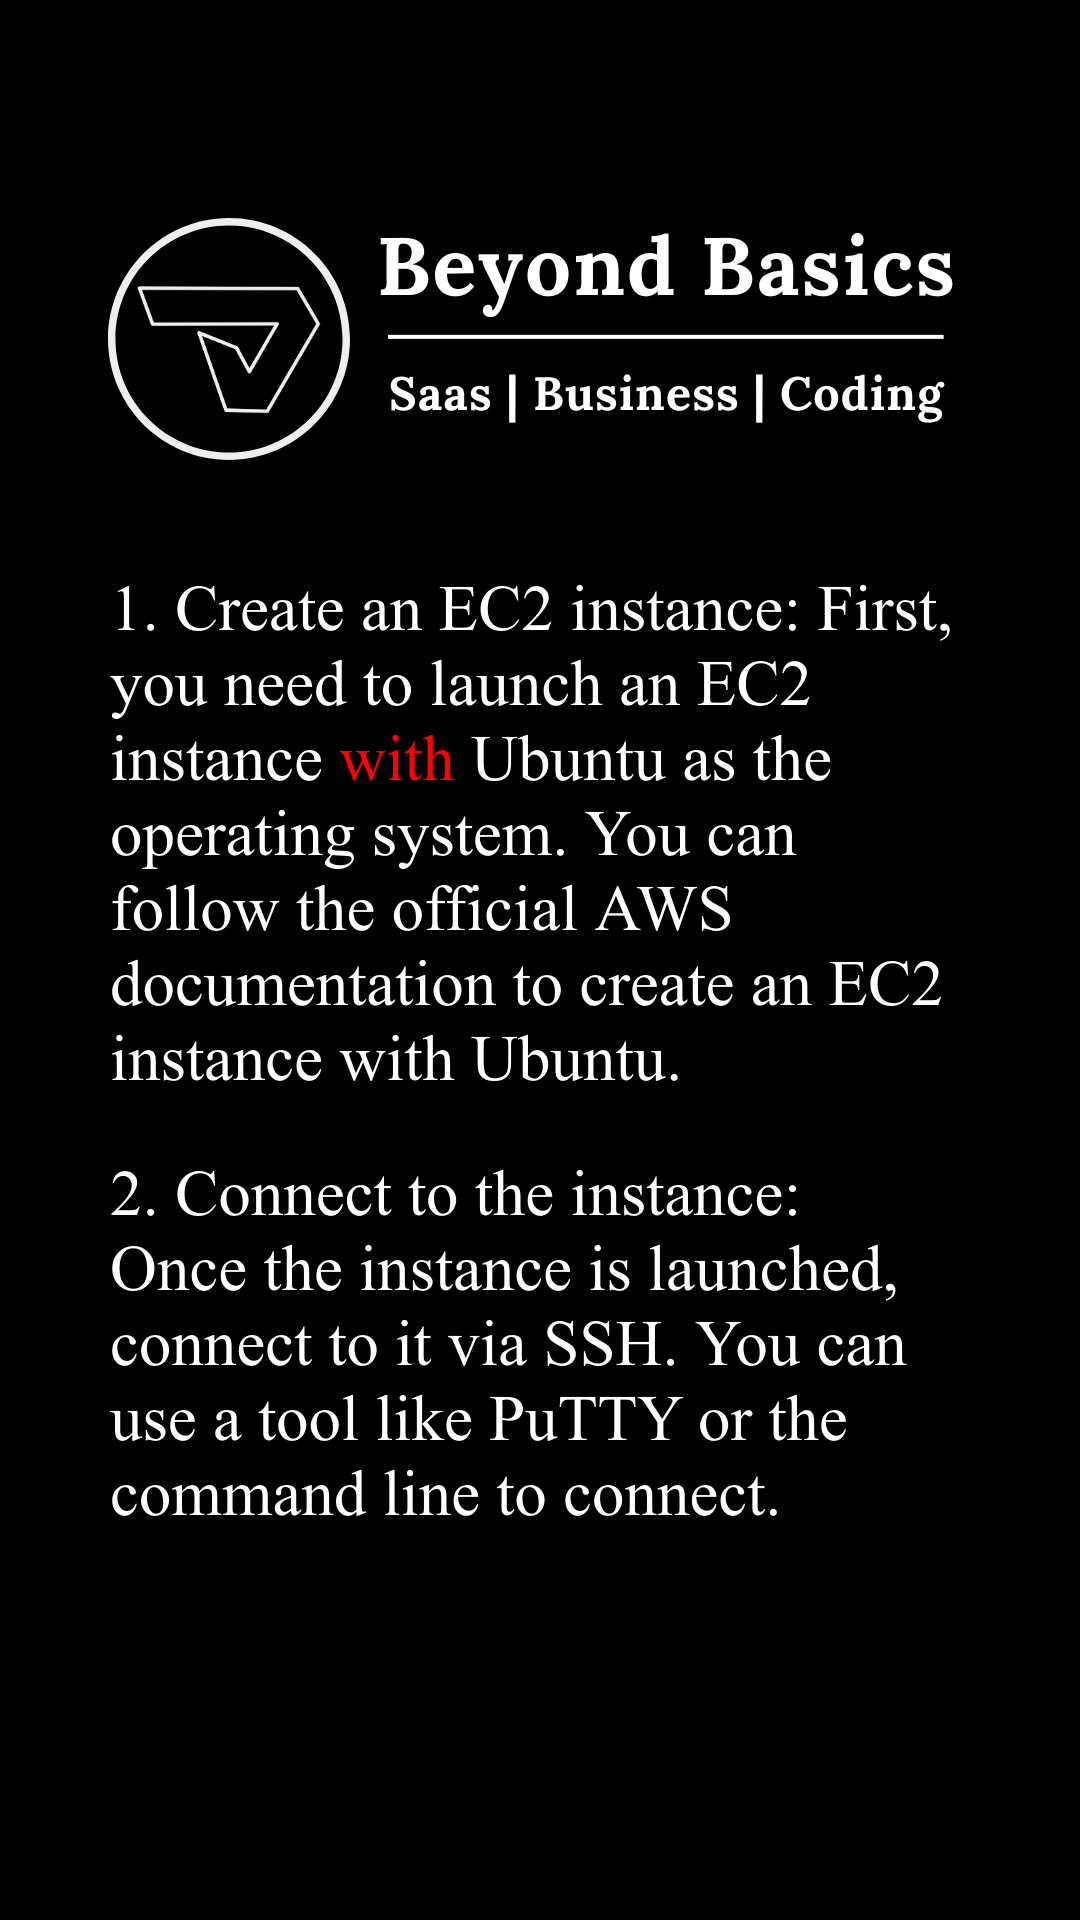 Beyond Basics
Saas | Business | Coding
1. Create an EC2 instance: First,
you need to launch an EC2
instance with Ubuntu as the
operating system. You can
follow the official AWS
documentation to create an EC2
instance with Ubuntu.
2. Connect to the instance:
Once the instance is launched,
connect to it via SSH. You can
use a tool like PuTTY or the
command line to connect.